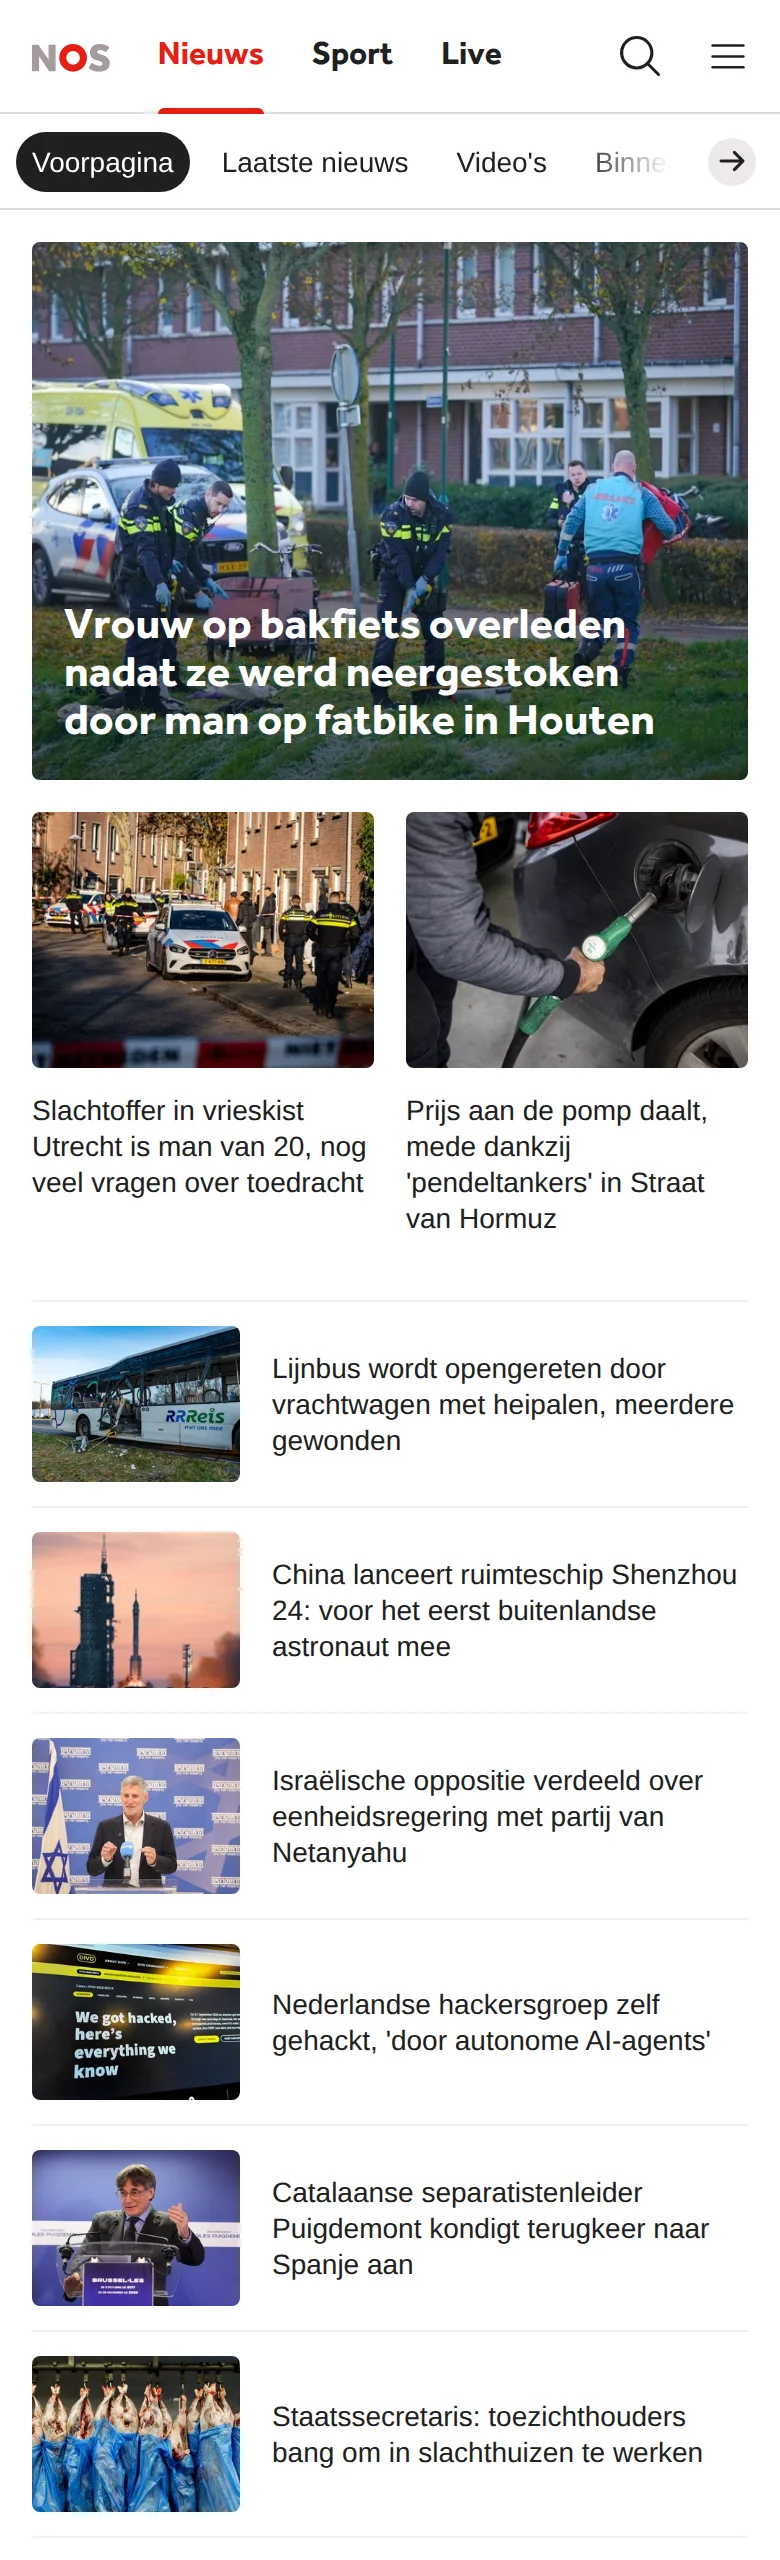 NOS
Nieuws
Sport
Live
Voorpagina
Laatste nieuws
Video's
Binne
AMBULANCE
Vrouw op bakfiets overleden
nadat ze werd neergestoken
door man op fatbike in Houten
Slachtoffer in vrieskist
Utrecht is man van 20, nog
veel vragen over toedracht
Prijs aan de pomp daalt,
mede dankzij
'pendeltankers' in Straat
van Hormuz
RRReis
met ons mee
Lijnbus wordt opengereten door
vrachtwagen met heipalen, meerdere
gewonden
China lanceert ruimteschip Shenzhou
24: voor het eerst buitenlandse
astronaut mee
Israëlische oppositie verdeeld over
eenheidsregering met partij van
Netanyahu
DIVD
We got hacked,
here's
everything we
know
Nederlandse hackersgroep zelf
gehackt, 'door autonome AI-agents'
BRUSSEL·LES
Catalaanse separatistenleider
Puigdemont kondigt terugkeer naar
Spanje aan
Staatssecretaris: toezichthouders
bang om in slachthuizen te werken